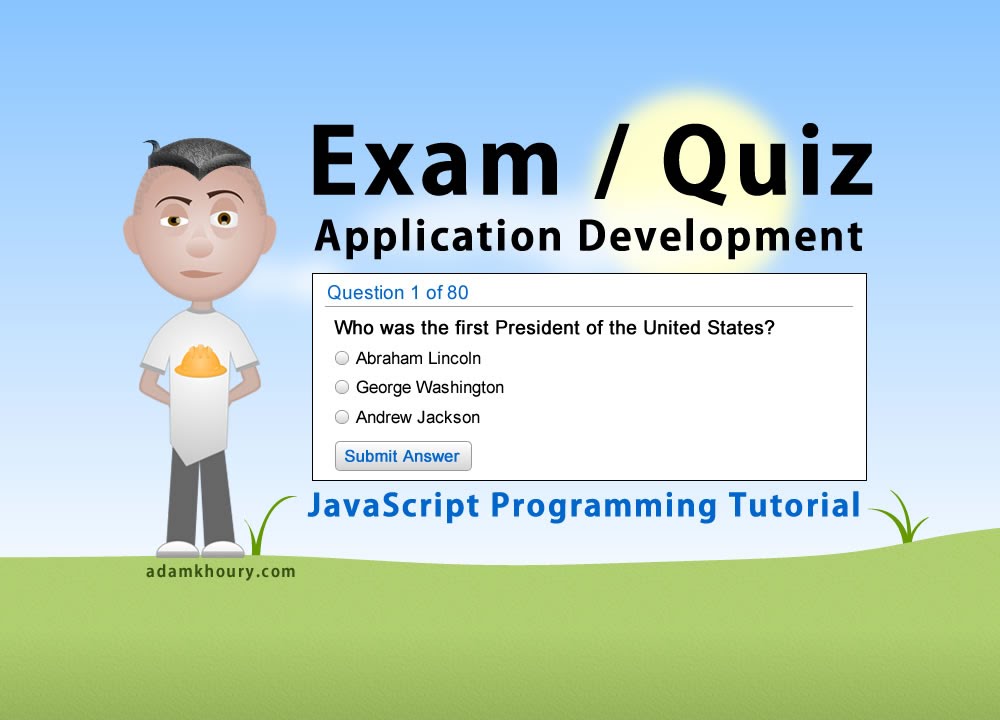 Exam / Quiz
Application Development
Question 1 of 80
Who was the first President of the United States?
Abraham Lincoln
George Washington
Andrew Jackson
Submit Answer
JavaScript Programming Tutorial
adamkhoury.com